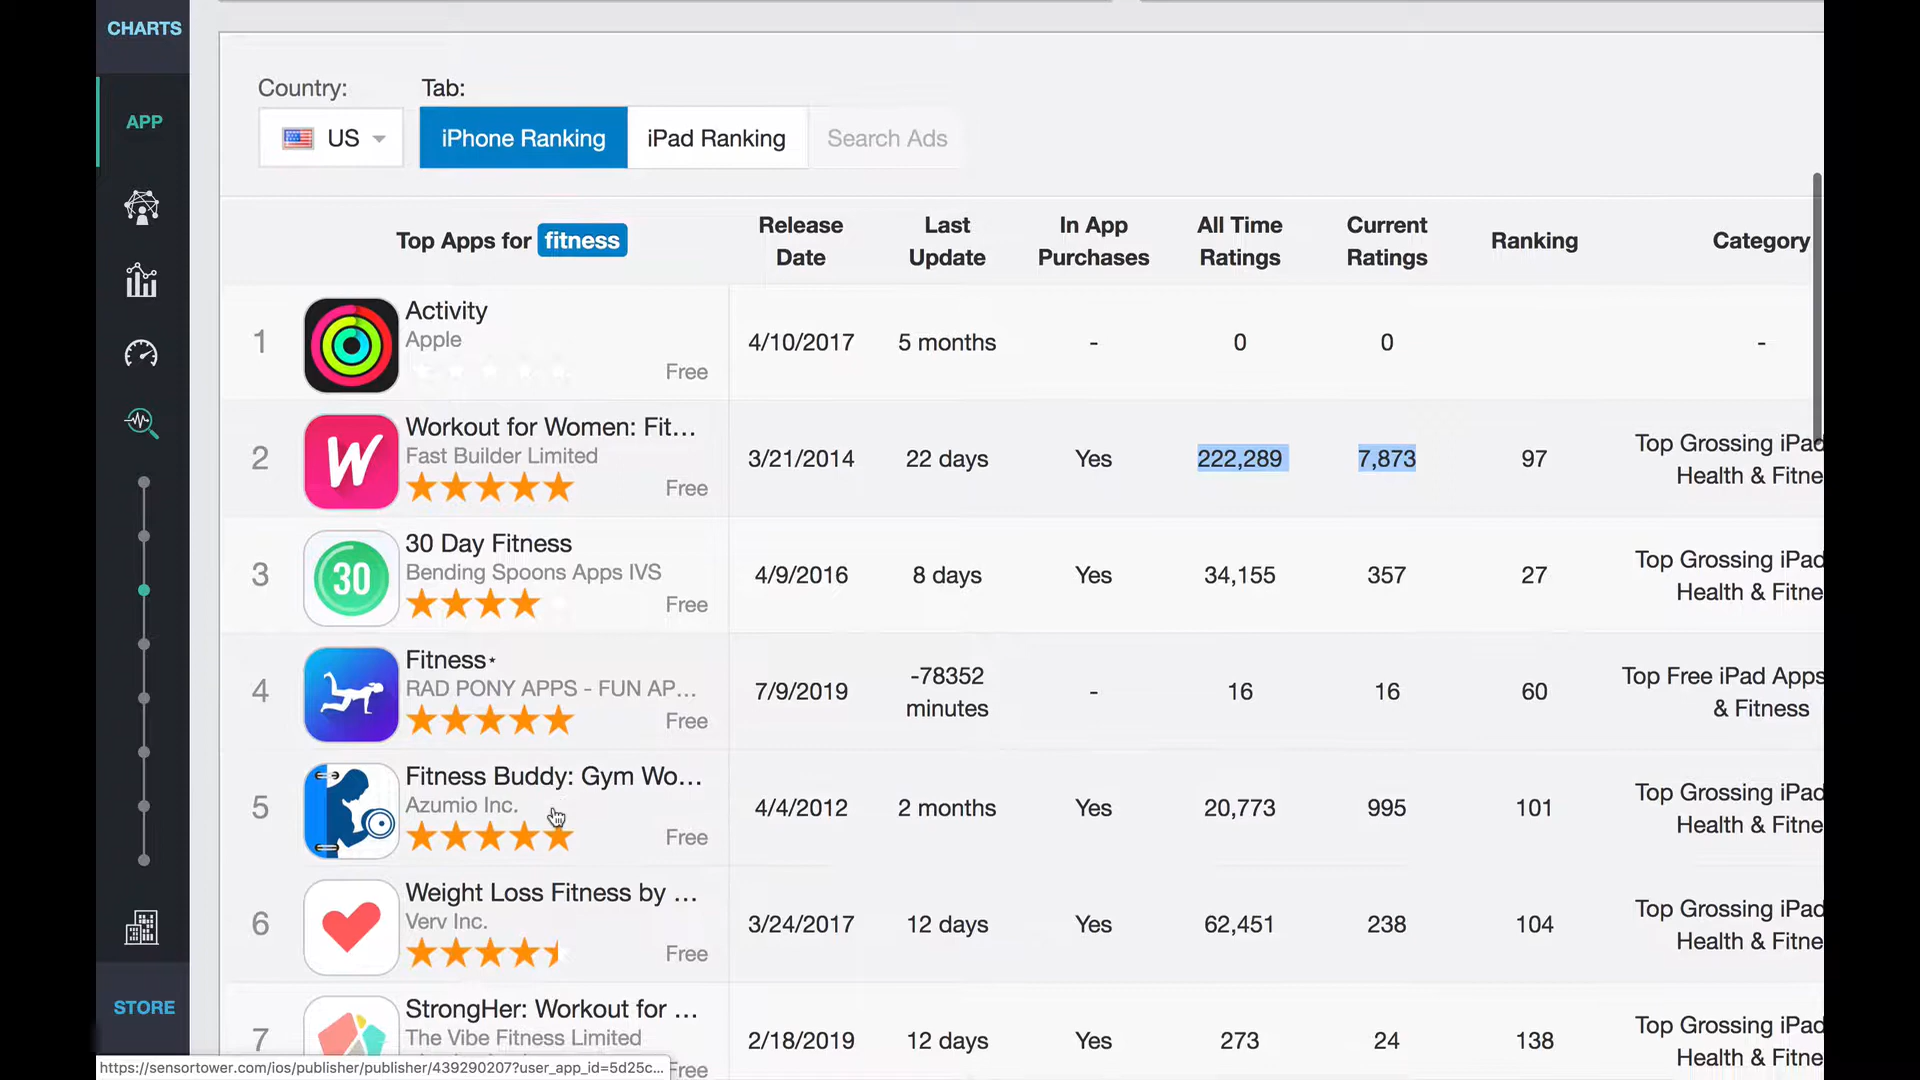 CHARTS
APP
STORE
Country:
Tab:
US
iPhone Ranking
iPad Ranking
Search Ads
Top Apps for fitness
Release Date
Last Update
In App Purchases
All Time Ratings
Current Ratings
Ranking
Category
1
Activity
Apple
Free
4/10/2017
5 months
-
0
0
-
2
W
Workout for Women: Fit...
Fast Builder Limited
Free
3/21/2014
22 days
Yes
222,289
7,873
97
Top Grossing iPad
Health & Fitne
3
30
30 Day Fitness
Bending Spoons Apps IVS
Free
4/9/2016
8 days
Yes
34,155
357
27
Top Grossing iPad
Health & Fitne
4
Fitness⋆
RAD PONY APPS - FUN AP...
Free
7/9/2019
-78352
minutes
-
16
16
60
Top Free iPad Apps
& Fitness
5
Fitness Buddy: Gym Wo...
Azumio Inc.
Free
4/4/2012
2 months
Yes
20,773
995
101
Top Grossing iPad
Health & Fitne
6
Weight Loss Fitness by ...
Verv Inc.
Free
3/24/2017
12 days
Yes
62,451
238
104
Top Grossing iPad
Health & Fitne
7
StrongHer: Workout for ...
The Vibe Fitness Limited
Free
2/18/2019
12 days
Yes
273
24
138
Top Grossing iPad
Health & Fitne
https://sensortower.com/ios/publisher/publisher/439290207?user_app_id=5d25c...